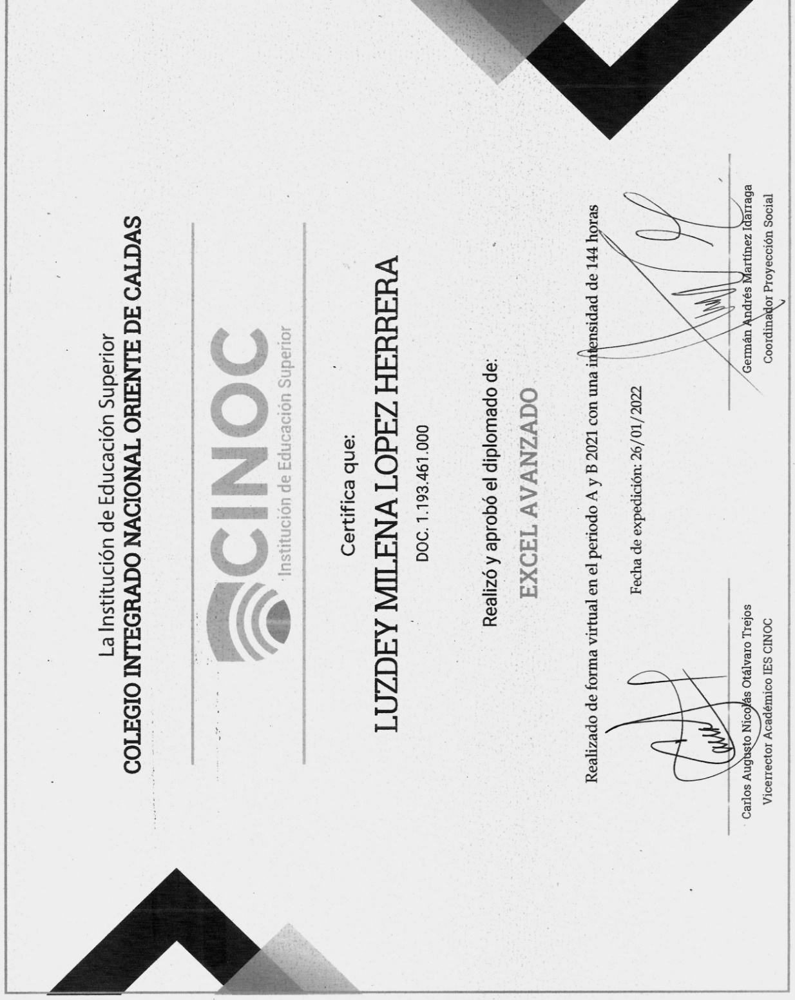 La Institución de Educación Superior
COLEGIO INTEGRADO NACIONAL ORIENTE DE CALDAS
CINOC
Institución de Educación Superior
Certifica que:
LUZDEY MILENA LOPEZ HERRERA
DOC. 1.193.461.000
Realizó y aprobó el diplomado de:
EXCEL AVANZADO
Realizado de forma virtual en el periodo A y B 2021 con una intensidad de 144 horas
Fecha de expedición: 26/01/2022
Carlos Augusto Nicolás Otálvaro Trejos
Vicerrector Académico IES CINOC
Germán Andrés Martínez Idarraga
Coordinador Proyección Social